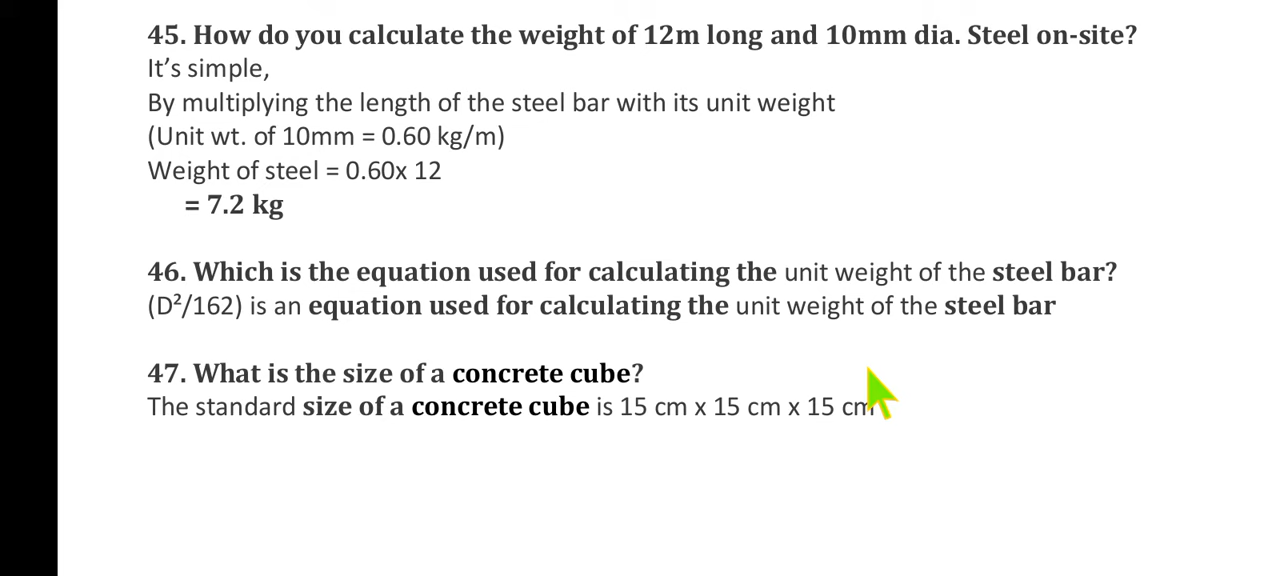 45. How do you calculate the weight of 12m long and 10mm dia. Steel on-site?
It’s simple,
By multiplying the length of the steel bar with its unit weight
(Unit wt. of 10mm = 0.60 kg/m)
Weight of steel = 0.60x 12
= 7.2 kg
46. Which is the equation used for calculating the unit weight of the steel bar?
(D²/162) is an equation used for calculating the unit weight of the steel bar
47. What is the size of a concrete cube?
The standard size of a concrete cube is 15 cm x 15 cm x 15 cm